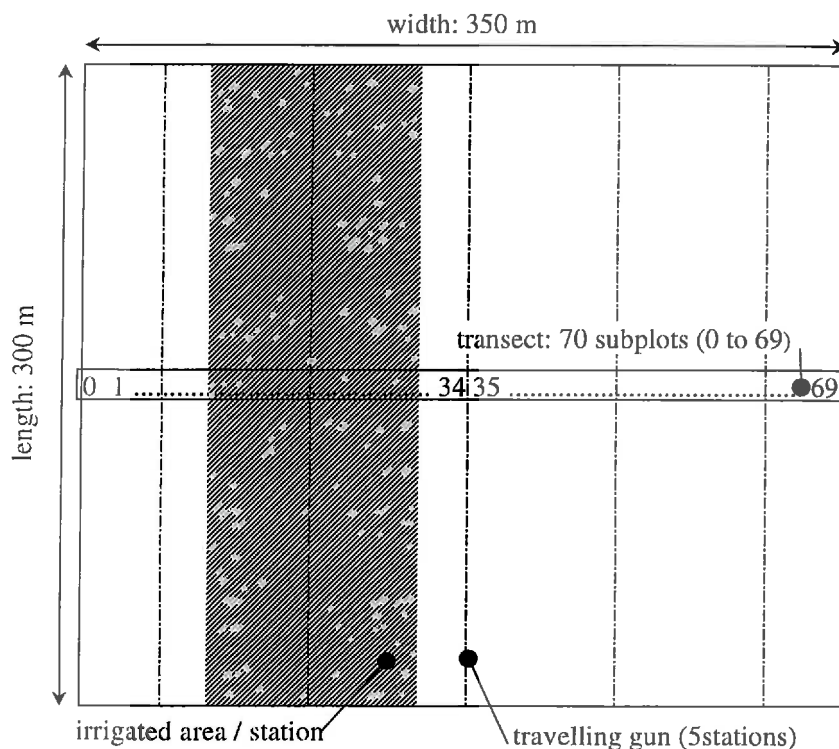 width: 350 m
length: 300 m
transect: 70 subplots (0 to 69)
0 1 34 35 69
irrigated area / station
travelling gun (5stations)